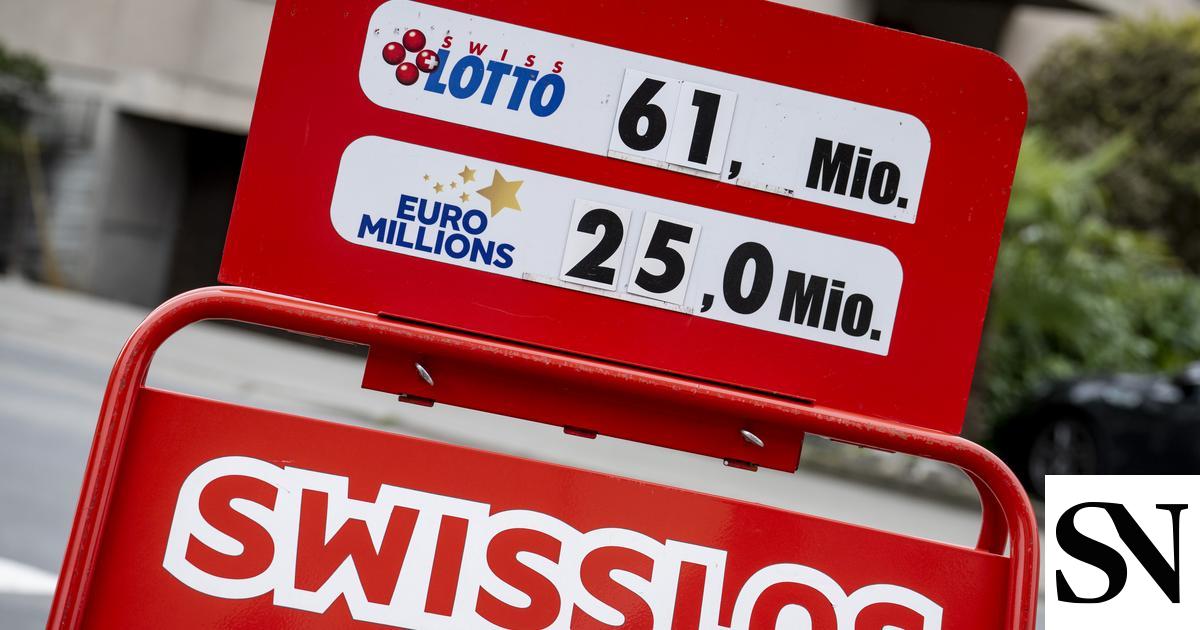 SWISS
LOTTO 61, Mio.
EURO
MILLIONS 25,0 Mio.
SWISSLOS
SN